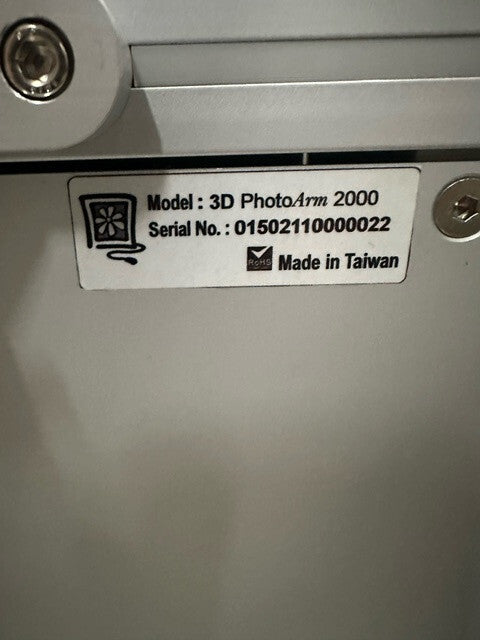 Model : 3D PhotoArm 2000
Serial No. : 01502110000022
RoHS
Made in Taiwan